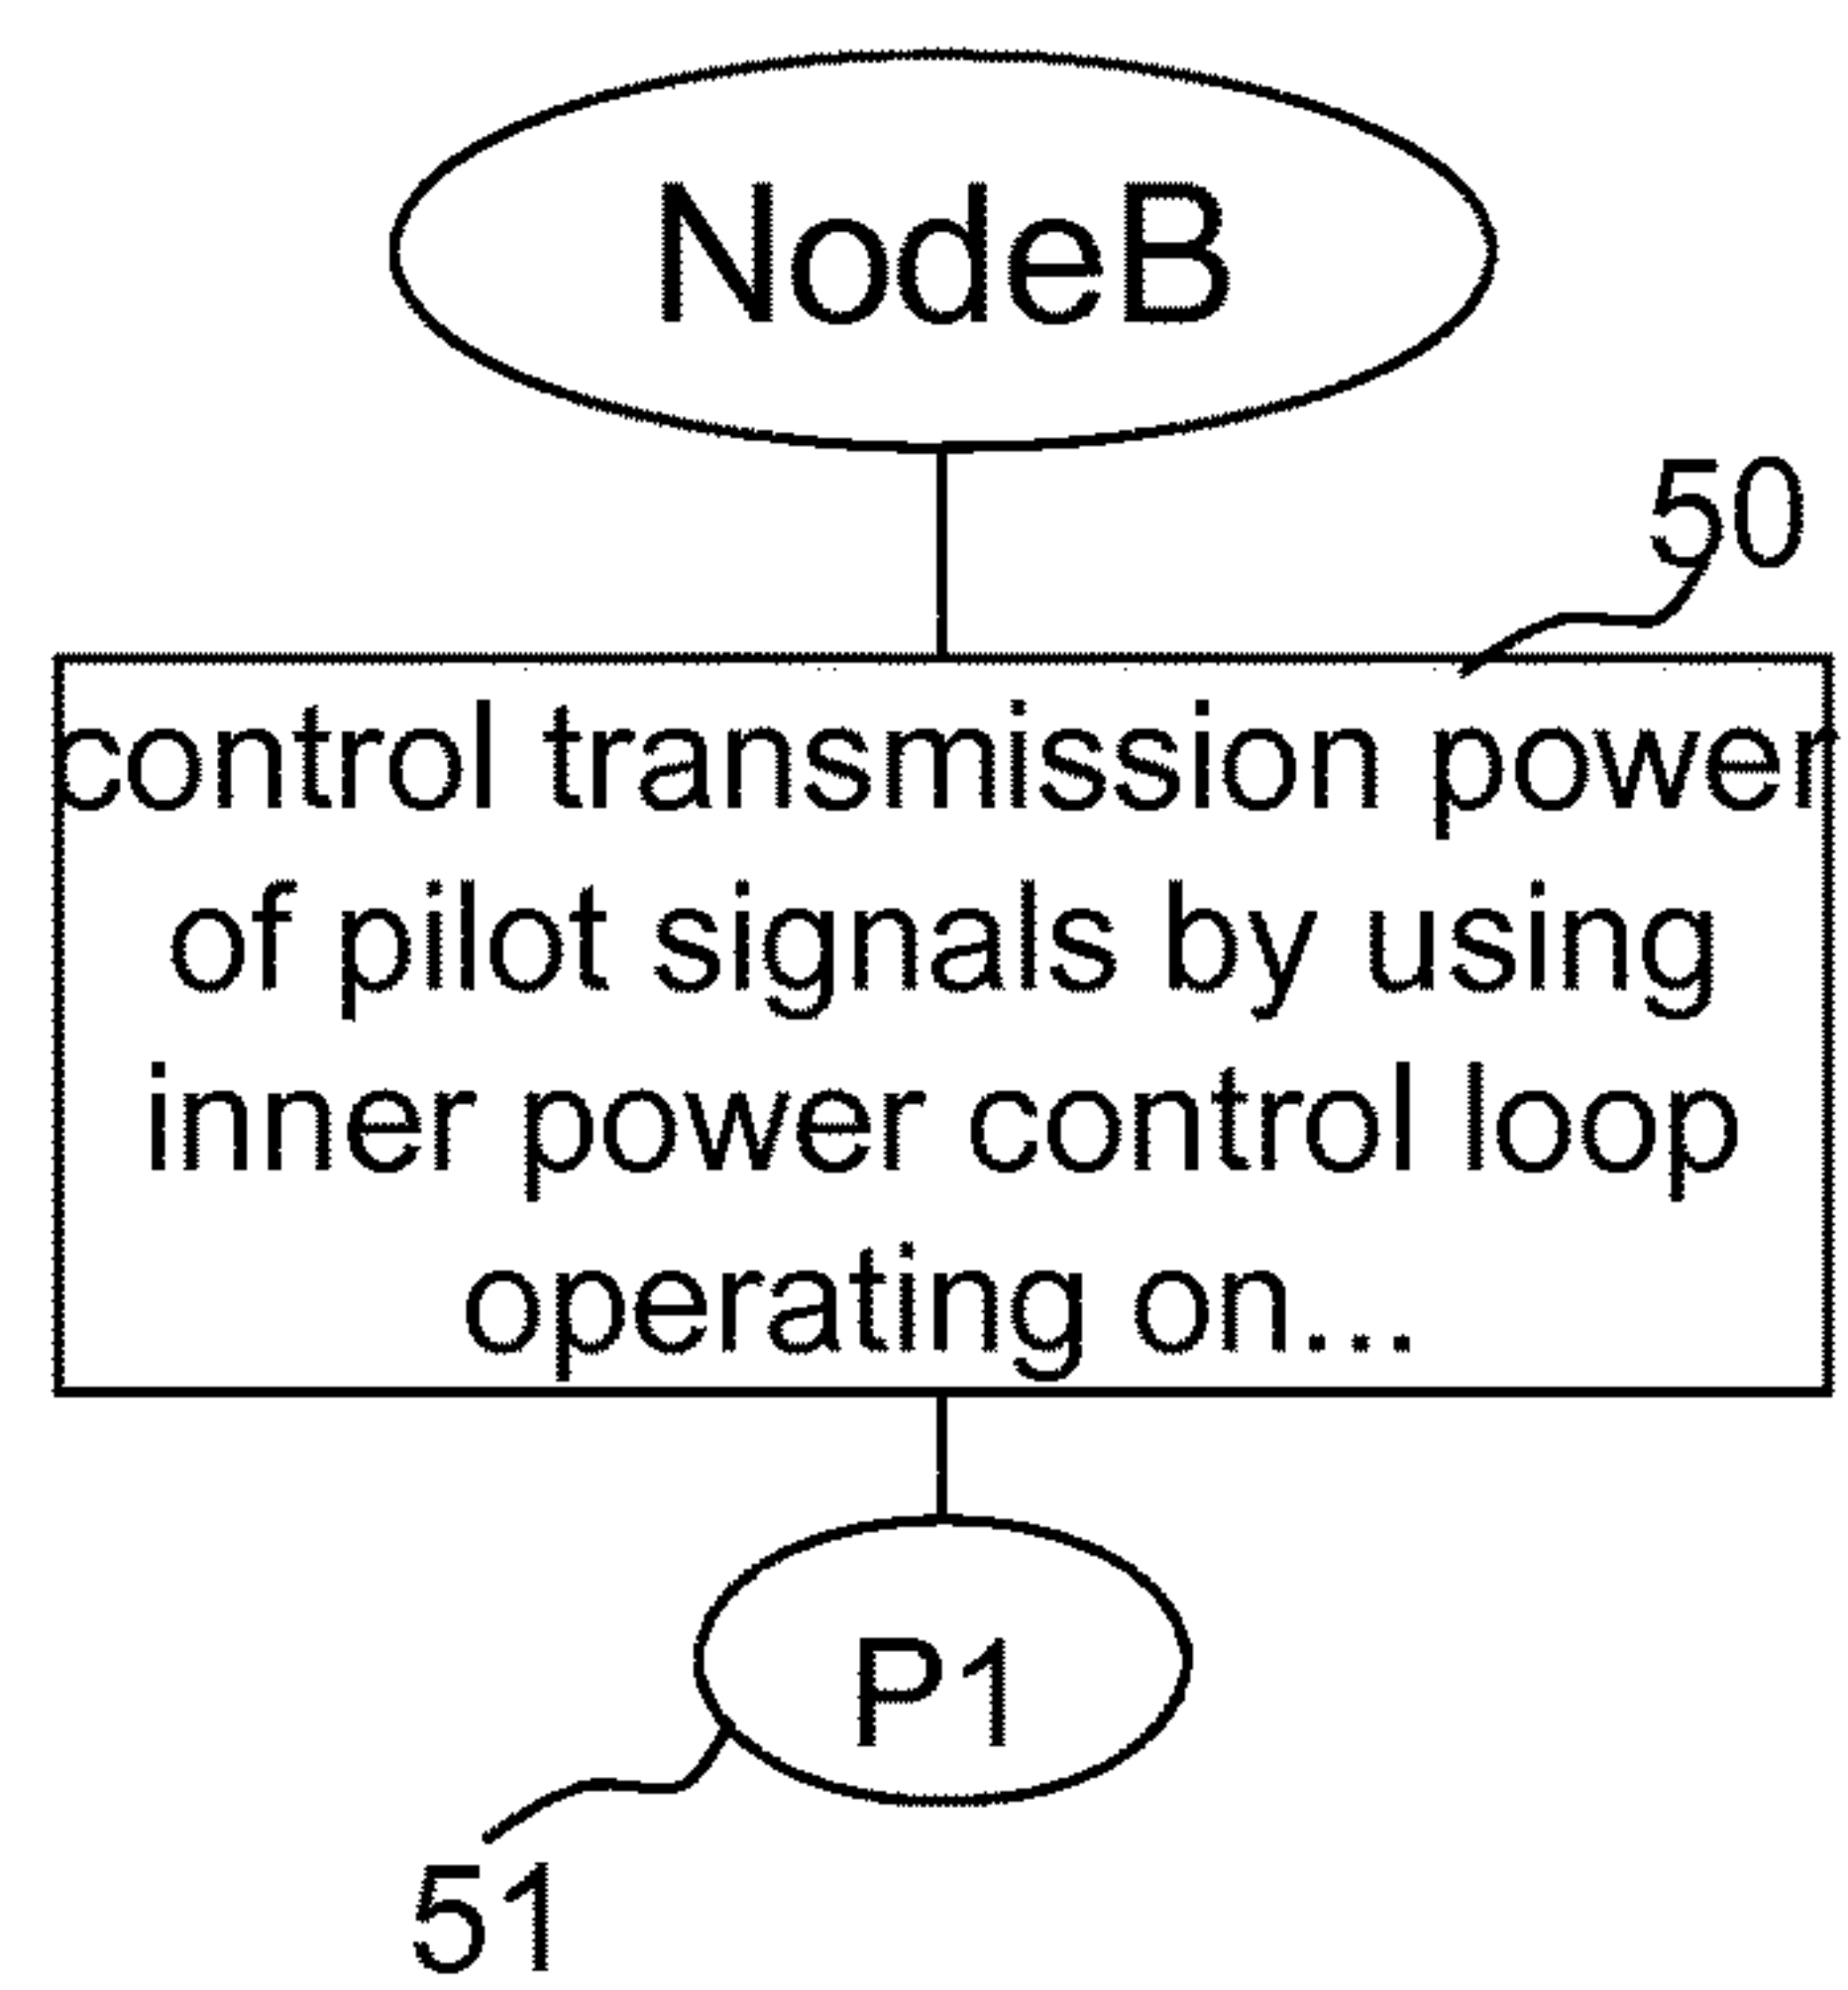 NodeB
50
control transmission power
of pilot signals by using
inner power control loop
operating on...
P1
51